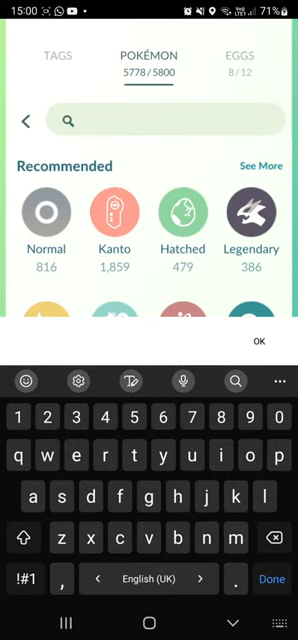 15:00 71%
TAGS POKÉMON EGGS
5778 / 5800 8 / 12
Recommended See More
Normal Kanto Hatched Legendary
816 1,859 479 386
OK
1 2 3 4 5 6 7 8 9 0
q w e r t y u i o p
a s d f g h j k l
z x c v b n m
!#1 , < English (UK) > . Done